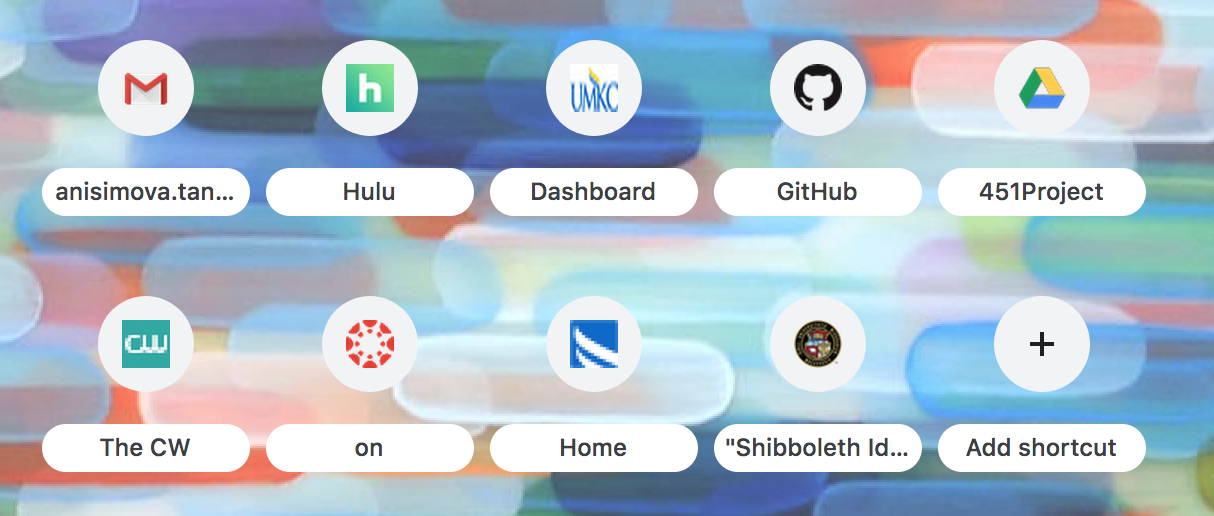 h
UMKC
anisimova.tan...
Hulu
Dashboard
GitHub
451Project
CW
The CW
on
Home
"Shibboleth Id...
Add shortcut